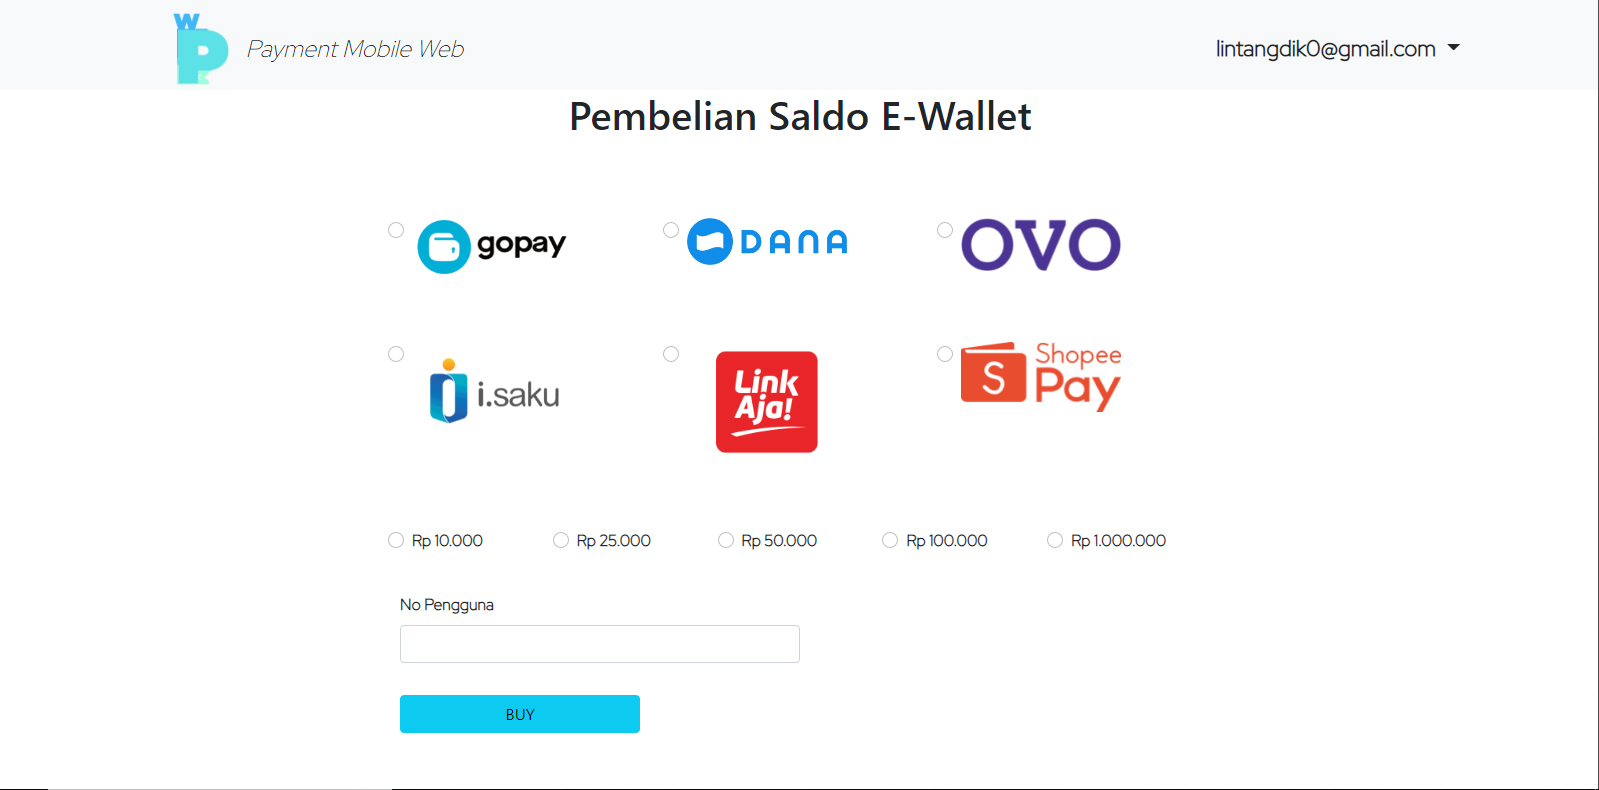 WP
Payment Mobile Web
lintangdik0@gmail.com
Pembelian Saldo E-Wallet
gopay
DANA
OVO
i.saku
Link
Aja!
S
Shopee
Pay
Rp 10.000
Rp 25.000
Rp 50.000
Rp 100.000
Rp 1.000.000
No Pengguna
BUY